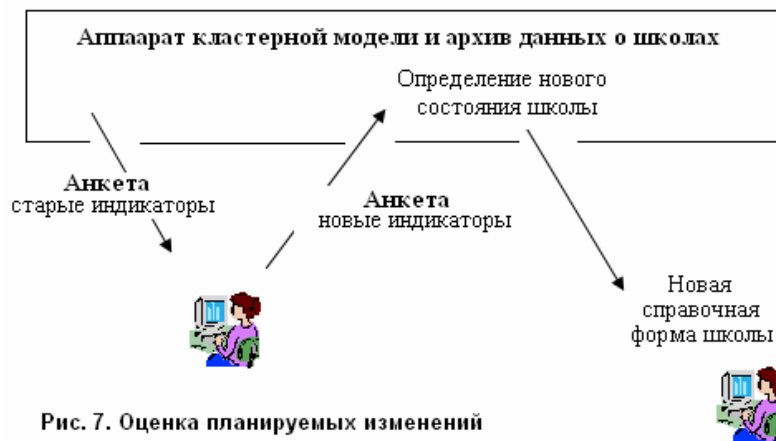 Аппаарат кластерной модели и архив данных о школах
Определение нового
состояния школы
Анкета
старые индикаторы
Анкета
новые индикаторы
Новая
справочная
форма школы
Рис. 7. Оценка планируемых изменений